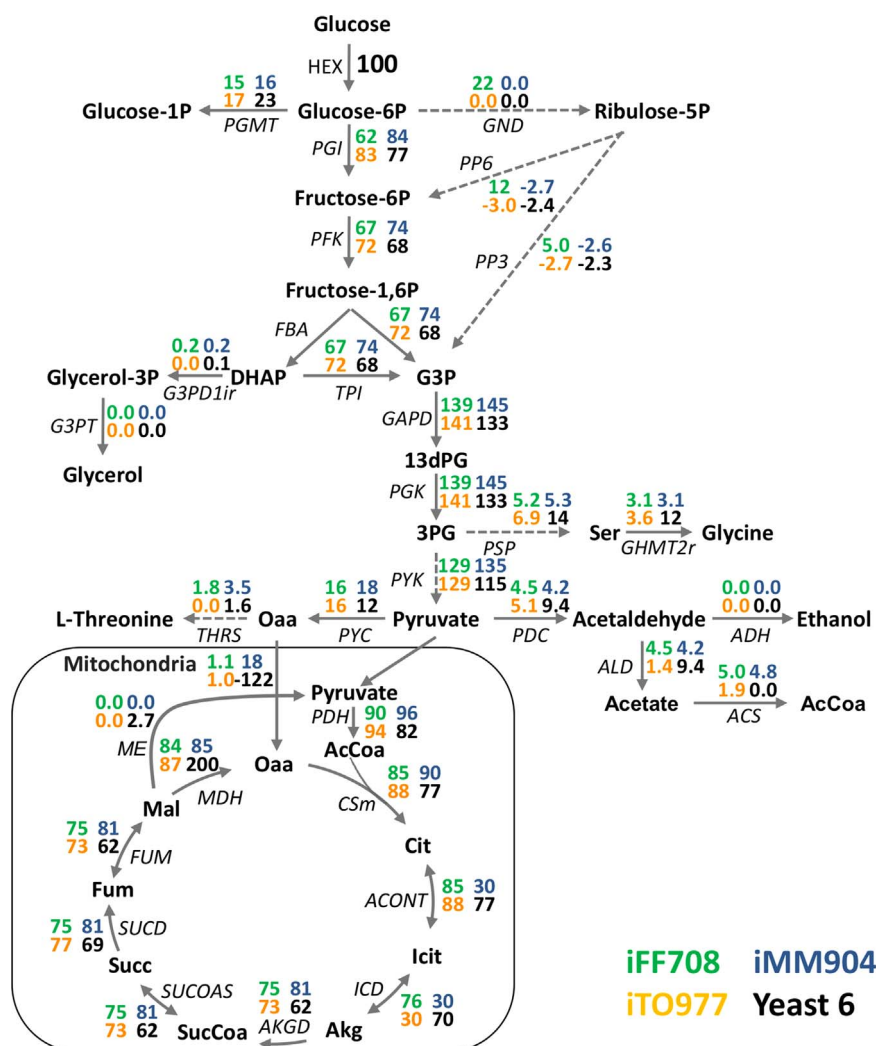 Glucose
HEX 100
15 16
17 23
22 0.0
0.0 0.0
Glucose-1P
PGMT
Glucose-6P
GND
Ribulose-5P
PGI
62 84
83 77
PP6
12 -2.7
-3.0 -2.4
Fructose-6P
PFK
67 74
72 68
PP3
5.0 -2.6
-2.7 -2.3
Fructose-1,6P
FBA
67 74
72 68
0.2 0.2
0.0 0.1
67 74
72 68
Glycerol-3P
G3PD1ir
DHAP
TPI
G3P
G3PT
0.0 0.0
0.0 0.0
GAPD
139 145
141 133
Glycerol
13dPG
PGK
139 145
141 133
5.2 5.3
6.9 14
3.1 3.1
3.6 12
3PG
PSP
Ser
GHMT2r
Glycine
PYK
129 135
129 115
1.8 3.5
0.0 1.6
16 18
16 12
4.5 4.2
5.1 9.4
0.0 0.0
0.0 0.0
L-Threonine
THRS
Oaa
PYC
Pyruvate
PDC
Acetaldehyde
ADH
Ethanol
Mitochondria
1.1 18
1.0 -122
ALD
4.5 4.2
1.4 9.4
5.0 4.8
1.9 0.0
Acetate
ACS
AcCoa
0.0 0.0
0.0 2.7
ME
Pyruvate
PDH
90 96
94 82
84 85
87 200
MDH
Oaa
AcCoa
85 90
88 77
CSm
Mal
75 81
73 62
FUM
Cit
Fum
ACONT
85 30
88 77
75 81
77 69
SUCD
Succ
Icit
SUCOAS
75 81
73 62
75 81
73 62
ICD
76 30
30 70
SucCoa
AKGD
Akg
iFF708 iMM904
iTO977 Yeast 6